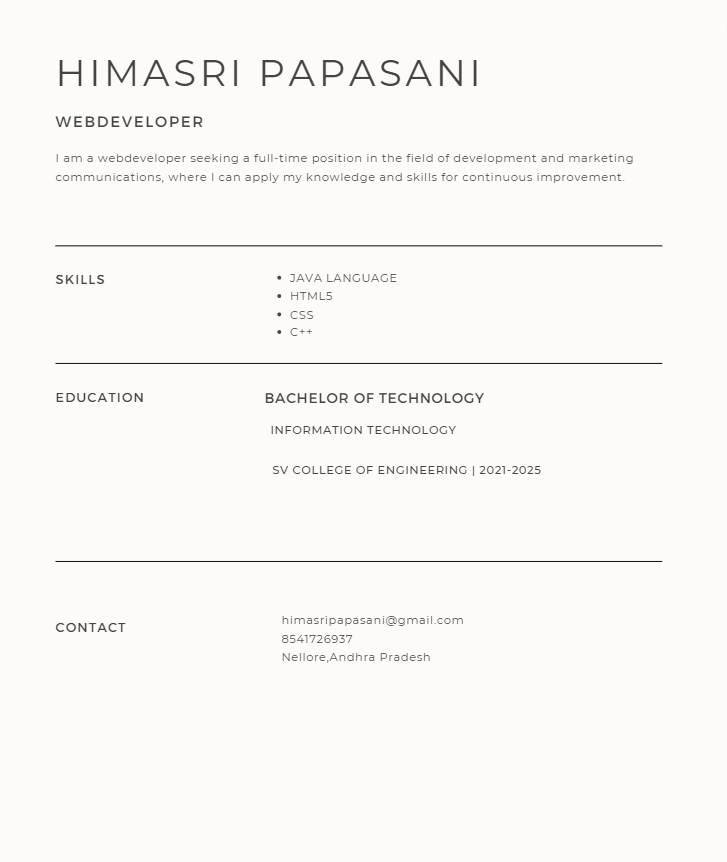 HIMASRI PAPASANI
WEBDEVELOPER
I am a webdeveloper seeking a full-time position in the field of development and marketing
communications, where I can apply my knowledge and skills for continuous improvement.
SKILLS
• JAVA LANGUAGE
• HTML5
• CSS
• C++
EDUCATION
BACHELOR OF TECHNOLOGY
INFORMATION TECHNOLOGY
SV COLLEGE OF ENGINEERING | 2021-2025
CONTACT
himasripapasani@gmail.com
8541726937
Nellore,Andhra Pradesh